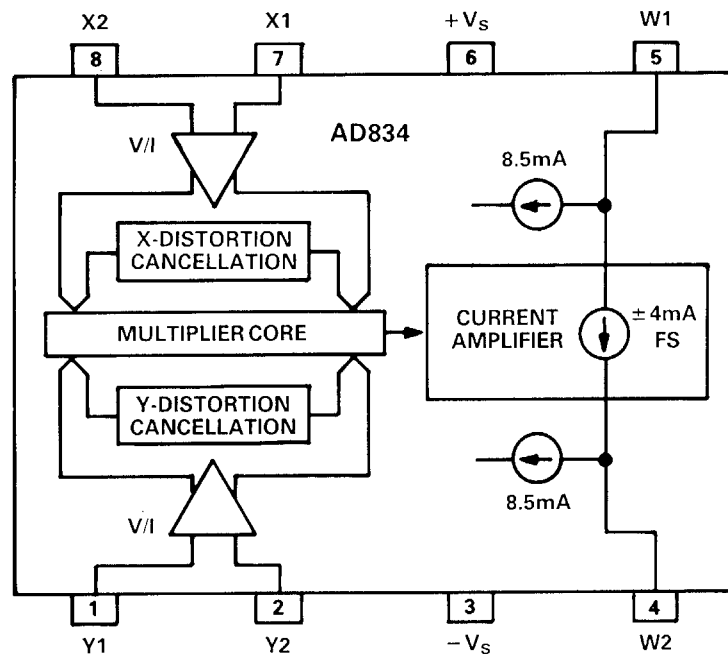 X2
X1
+VS
W1
8
7
6
5
V/I
AD834
8.5mA
X-DISTORTION
CANCELLATION
MULTIPLIER CORE
CURRENT
AMPLIFIER
±4mA
FS
Y-DISTORTION
CANCELLATION
V/I
8.5mA
1
2
3
4
Y1
Y2
−VS
W2